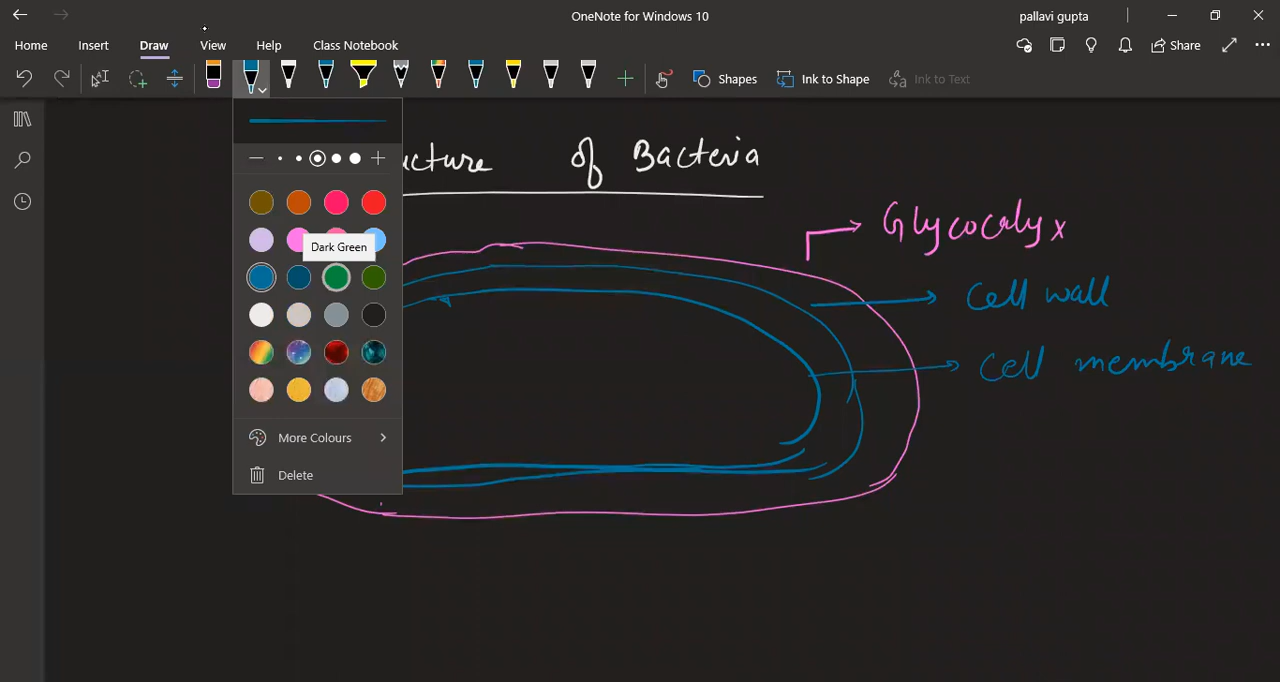 OneNote for Windows 10
pallavi gupta
Home Insert Draw View Help Class Notebook
Share
Shapes Ink to Shape Ink to Text
ucture of Bacteria
Dark Green
Glycocalyx
cell wall
cell membrane
More Colours
Delete